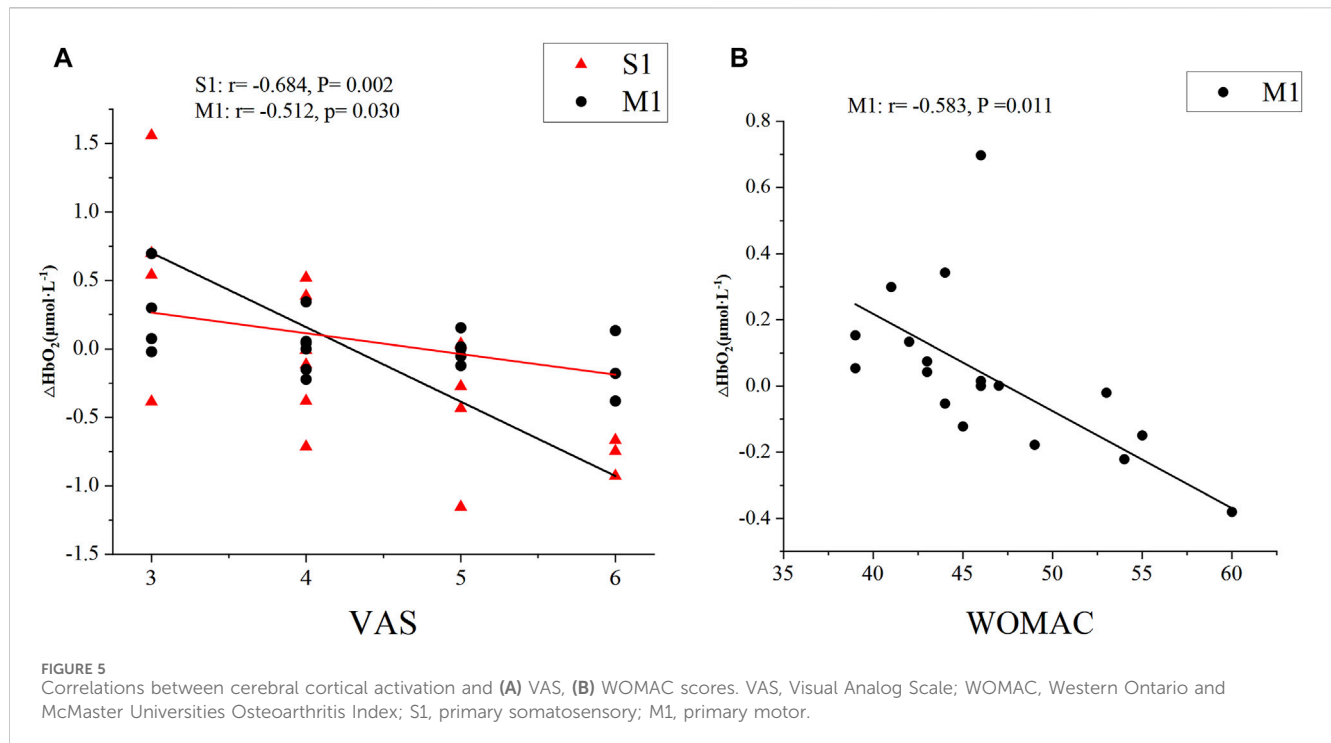 A
S1: r= -0.684, P= 0.002
M1: r= -0.512, p= 0.030
S1
M1
△HbO₂(μmol·L⁻¹)
1.5
1.0
0.5
0.0
-0.5
-1.0
-1.5
3
4
5
6
VAS
B
M1: r= -0.583, P =0.011
M1
△HbO₂(μmol·L⁻¹)
0.8
0.6
0.4
0.2
0.0
-0.2
-0.4
35
40
45
50
55
60
WOMAC
FIGURE 5
Correlations between cerebral cortical activation and (A) VAS, (B) WOMAC scores. VAS, Visual Analog Scale; WOMAC, Western Ontario and
McMaster Universities Osteoarthritis Index; S1, primary somatosensory; M1, primary motor.